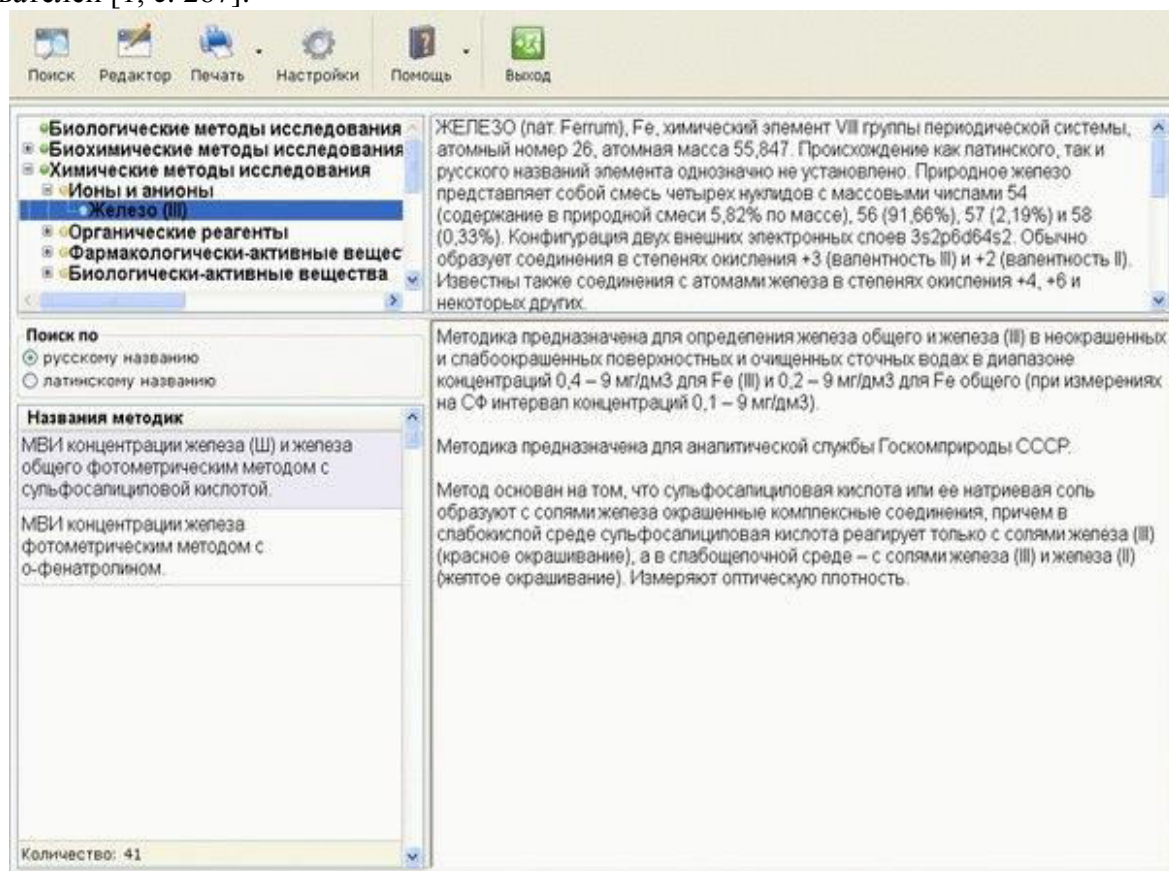 [1, с. 267].
Поиск Редактор Печать Настройки Помощь Выход
Биологические методы исследования
Биохимические методы исследования
Химические методы исследования
Ионы и анионы
Железо (III)
Органические реагенты
Фармакологически-активные вещес
Биологически-активные вещества
ЖЕЛЕЗО (лат. Ferrum), Fe, химический элемент VIII группы периодической системы,
атомный номер 26, атомная масса 55,847. Происхождение как латинского, так и
русского названий элемента однозначно не установлено. Природное железо
представляет собой смесь четырех нуклидов с массовыми числами 54
(содержание в природной смеси 5,82% по массе), 56 (91,66%), 57 (2,19%) и 58
(0,33%). Конфигурация двух внешних электронных слоев 3s2p6d64s2. Обычно
образует соединения в степенях окисления +3 (валентность III) и +2 (валентность II).
Известны также соединения с атомами железа в степенях окисления +4, +6 и
некоторых других.
Поиск по
русскому названию
латинскому названию
Названия методик
МВИ концентрации железа (Ш) и железа
общего фотометрическим методом с
сульфосалициловой кислотой.
МВИ концентрации железа
фотометрическим методом с
о-фенатролином.
Количество: 41
Методика предназначена для определения железа общего и железа (III) в неокрашенных
и слабоокрашенных поверхностных и очищенных сточных водах в диапазоне
концентраций 0,4 – 9 мг/дм3 для Fe (III) и 0,2 – 9 мг/дм3 для Fe общего (при измерениях
на СФ интервал концентраций 0,1 – 9 мг/дм3).
Методика предназначена для аналитической службы Госкомприроды СССР.
Метод основан на том, что сульфосалициловая кислота или ее натриевая соль
образуют с солями железа окрашенные комплексные соединения, причем в
слабокислой среде сульфосалициловая кислота реагирует только с солями железа (III)
(красное окрашивание), а в слабощелочной среде – с солями железа (III) и железа (II)
(желтое окрашивание). Измеряют оптическую плотность.